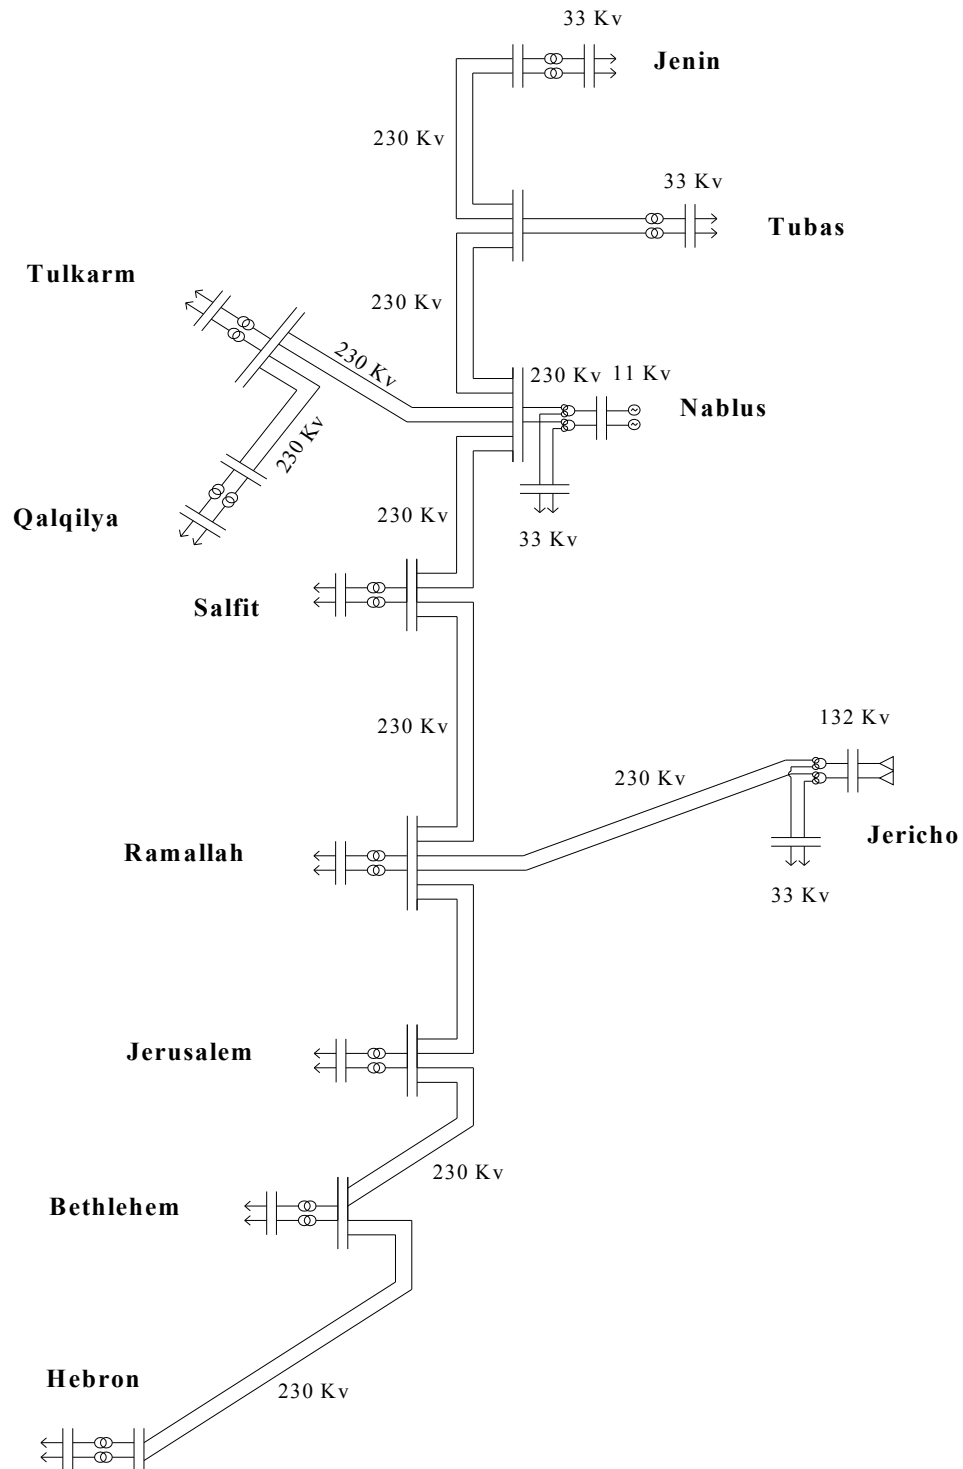 33 Kv
Jenin
230 Kv
33 Kv
Tubas
Tulkarm
230 Kv
230 Kv
230 Kv
11 Kv
Nablus
230 Kv
Qalqilya
230 Kv
33 Kv
Salfit
132 Kv
230 Kv
230 Kv
Jericho
Ramallah
33 Kv
Jerusalem
230 Kv
Bethlehem
Hebron
230 Kv